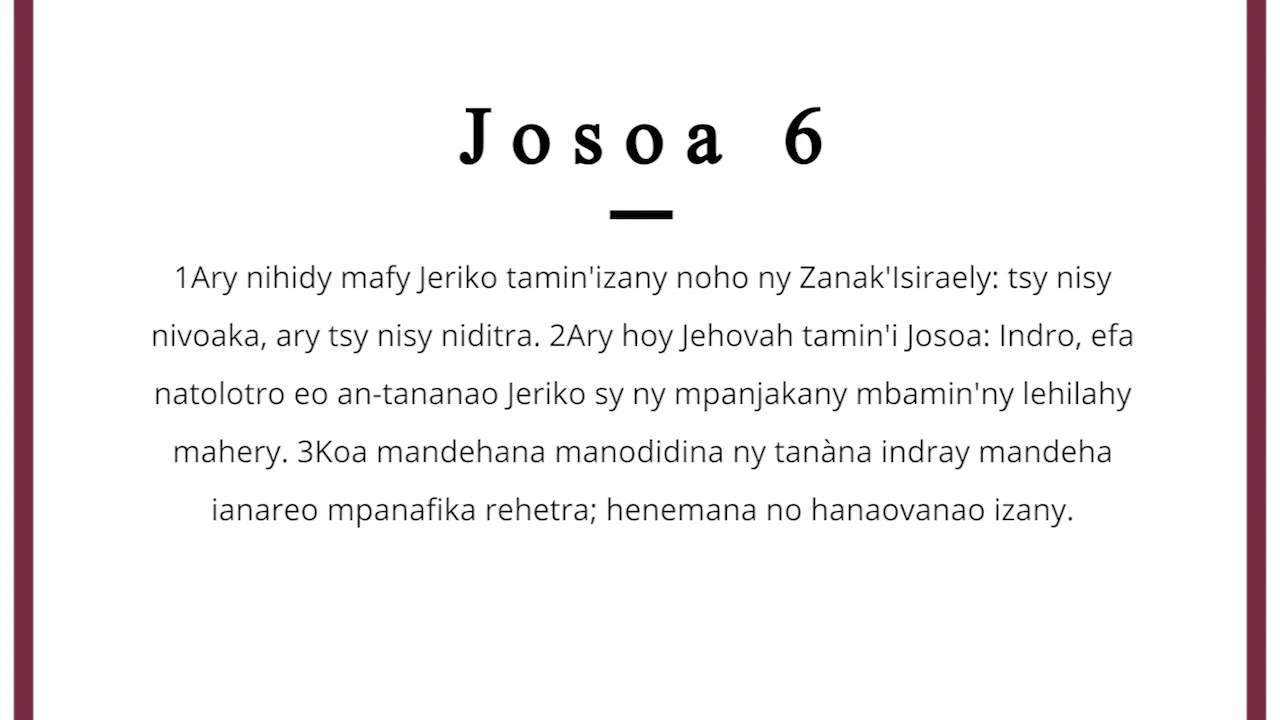 Josoa 6
1Ary nihidy mafy Jeriko tamin'izany noho ny Zanak'Isiraely: tsy nisy
nivoaka, ary tsy nisy niditra. 2Ary hoy Jehovah tamin'i Josoa: Indro, efa
natolotro eo an-tananao Jeriko sy ny mpanjakany mbamin'ny lehilahy
mahery. 3Koa mandehana manodidina ny tanàna indray mandeha
ianareo mpanafika rehetra; henemana no hanaovanao izany.